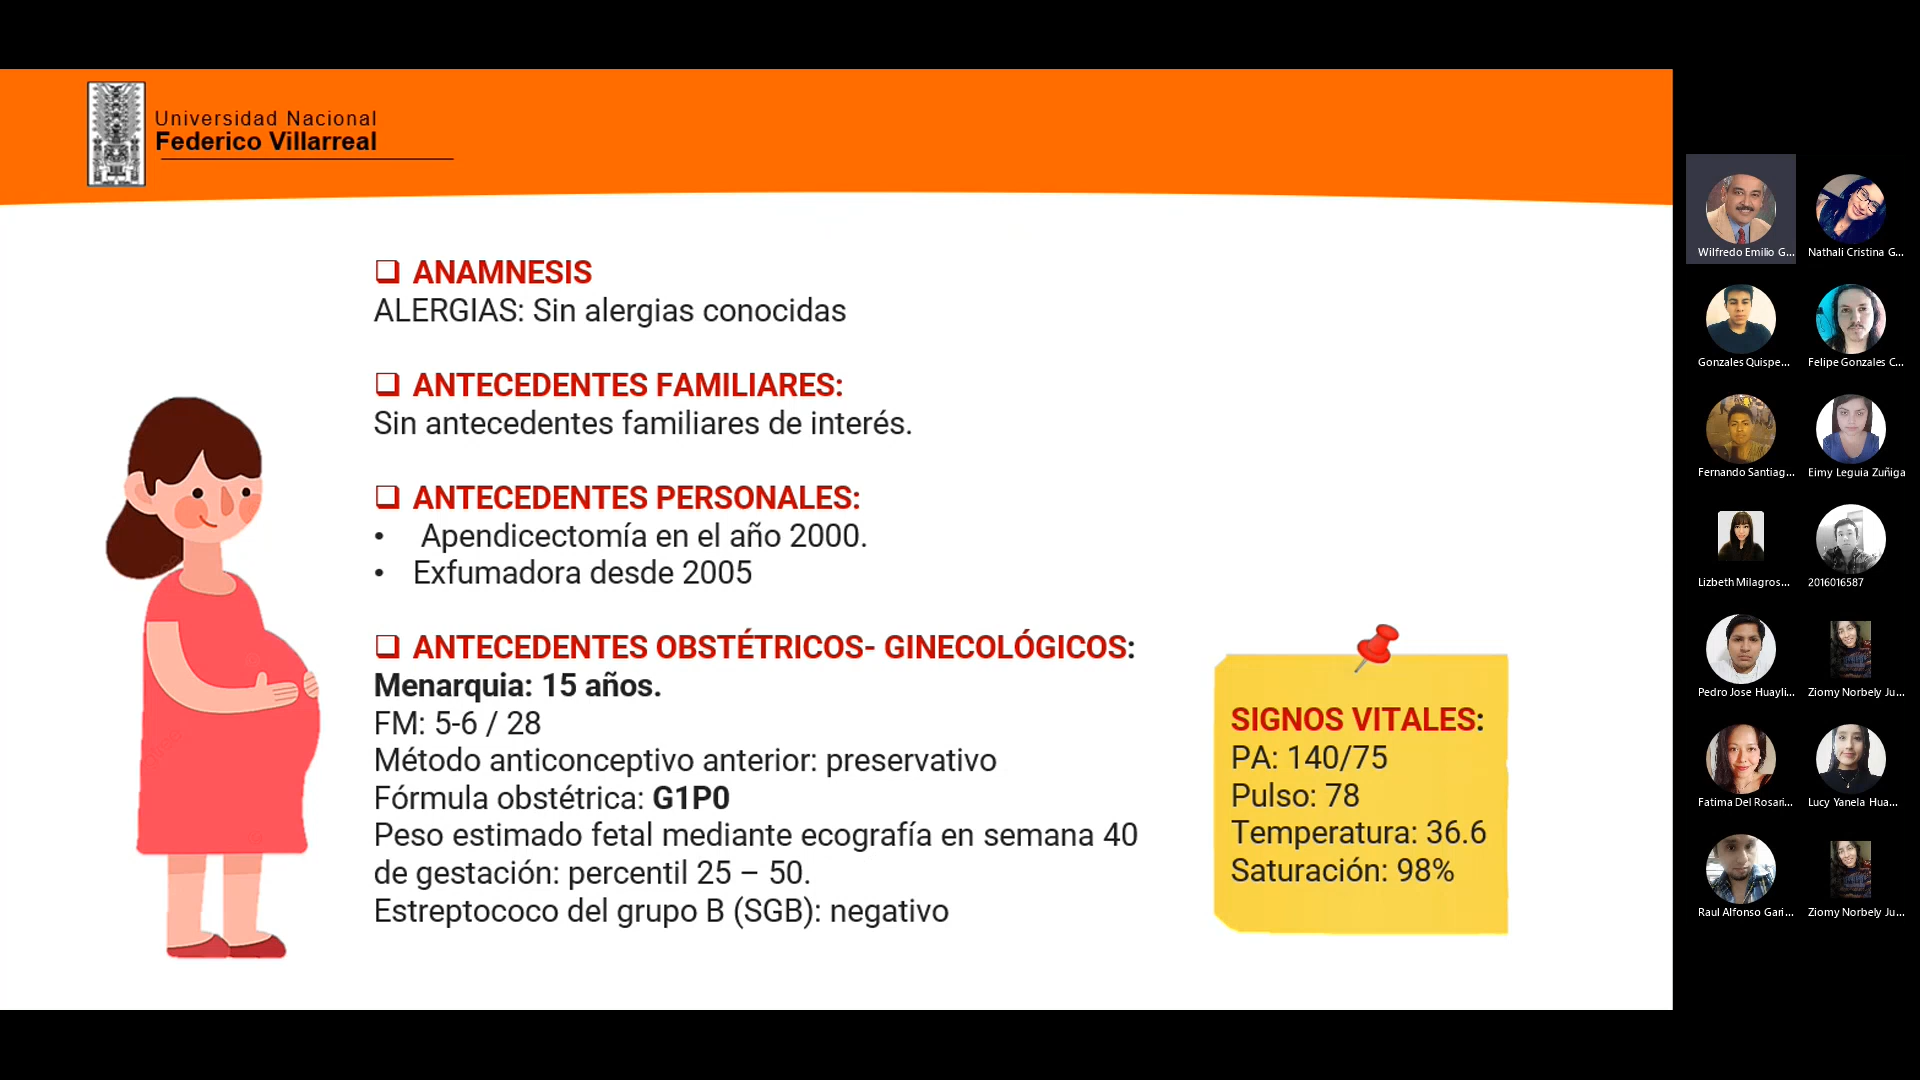 Universidad Nacional
Federico Villarreal
❑ ANAMNESIS
ALERGIAS: Sin alergias conocidas
❑ ANTECEDENTES FAMILIARES:
Sin antecedentes familiares de interés.
❑ ANTECEDENTES PERSONALES:
• Apendicectomía en el año 2000.
• Exfumadora desde 2005
❑ ANTECEDENTES OBSTÉTRICOS- GINECOLÓGICOS:
Menarquia: 15 años.
FM: 5-6 / 28
Método anticonceptivo anterior: preservativo
Fórmula obstétrica: G1P0
Peso estimado fetal mediante ecografía en semana 40
de gestación: percentil 25 – 50.
Estreptococo del grupo B (SGB): negativo
SIGNOS VITALES:
PA: 140/75
Pulso: 78
Temperatura: 36.6
Saturación: 98%
Wilfredo Emilio G...
Nathali Cristina G...
Gonzales Quispe...
Felipe Gonzales C...
Fernando Santiag...
Eimy Leguia Zuñiga
Lizbeth Milagros...
2016016587
Pedro Jose Huayli...
Ziomy Norbely Ju...
Fatima Del Rosari...
Lucy Yanela Hua...
Raul Alfonso Gari...
Ziomy Norbely Ju...